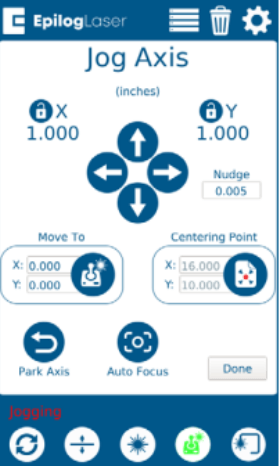 EpilogLaser
Jog Axis
(inches)
X
1.000
Y
1.000
Nudge
0.005
Move To
X: 0.000
Y: 0.000
Centering Point
X: 16.000
Y: 10.000
Park Axis
Auto Focus
Done
Jogging